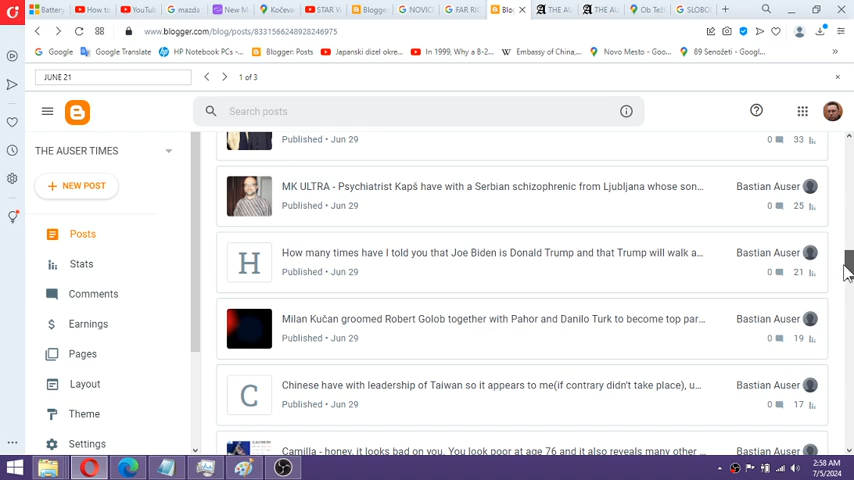 Battery
How to
YouTul
mazda
New M
Kočev
STAR W
Blogge
NOVIC
FAR RI
Blo
THE AU
THE AU
Ob Tež
SLOBO
www.blogger.com/blog/posts/8331566248928246975
Google
Google Translate
HP Notebook PCs -...
Blogger: Posts
Japanski dizel okre...
In 1999, Why a B-2...
Embassy of China,...
Novo Mesto - Googl...
89 Senožeti - Googl...
JUNE 21
1 of 3
Search posts
THE AUSER TIMES
NEW POST
Posts
Stats
Comments
Earnings
Pages
Layout
Theme
Settings
Published • Jun 29
0 33
MK ULTRA - Psychiatrist Kapš have with a Serbian schizophrenic from Ljubljana whose son...
Bastian Auser
Published • Jun 29
0 25
H
How many times have I told you that Joe Biden is Donald Trump and that Trump will walk a...
Bastian Auser
Published • Jun 29
0 21
Milan Kučan groomed Robert Golob together with Pahor and Danilo Turk to become top par...
Bastian Auser
Published • Jun 29
0 19
C
Chinese have with leadership of Taiwan so it appears to me(if contrary didn't take place), u...
Bastian Auser
Published • Jun 29
0 17
Camilla - honey, it looks bad on you. You look poor at age 76 and it also reveals many other
Bastian Auser
2:58 AM
7/5/2024